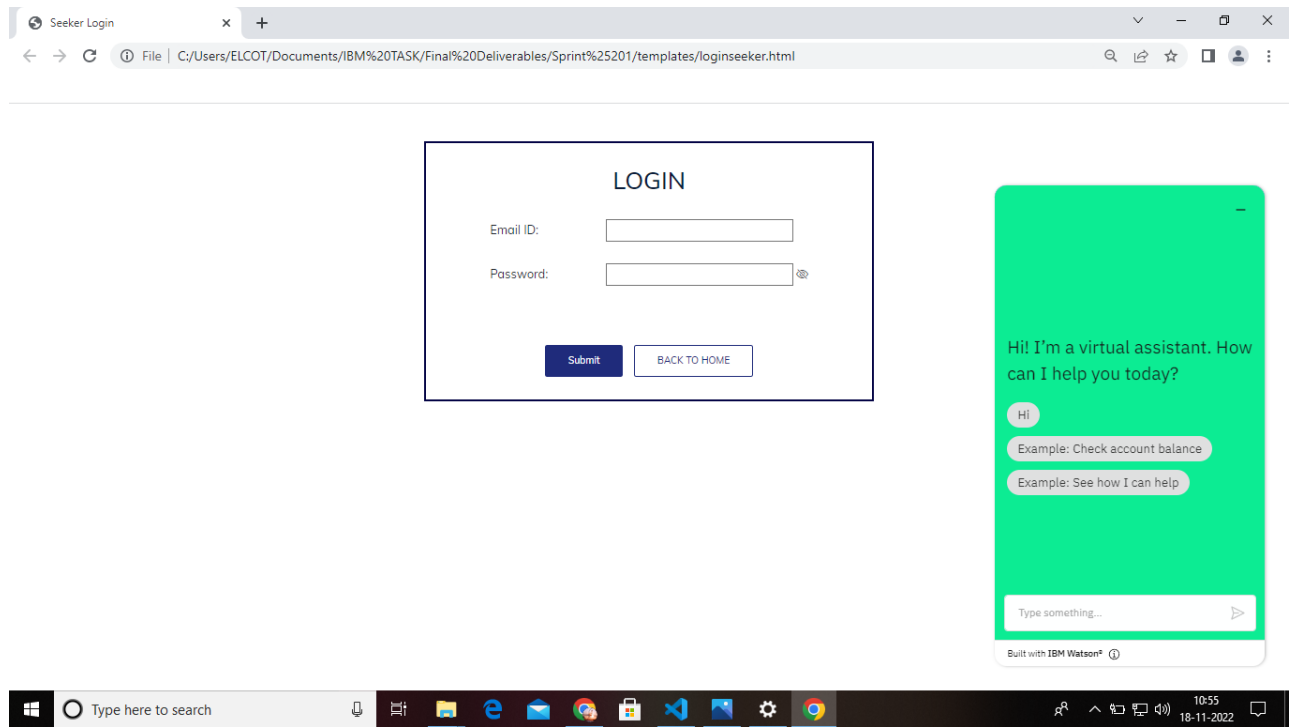 Seeker Login
File | C:/Users/ELCOT/Documents/IBM%20TASK/Final%20Deliverables/Sprint%25201/templates/loginseeker.html
LOGIN
Email ID:
Password:
Submit BACK TO HOME
Hi! I'm a virtual assistant. How
can I help you today?
Hi
Example: Check account balance
Example: See how I can help
Type something...
Built with IBM Watson®
Type here to search
10:55
18-11-2022